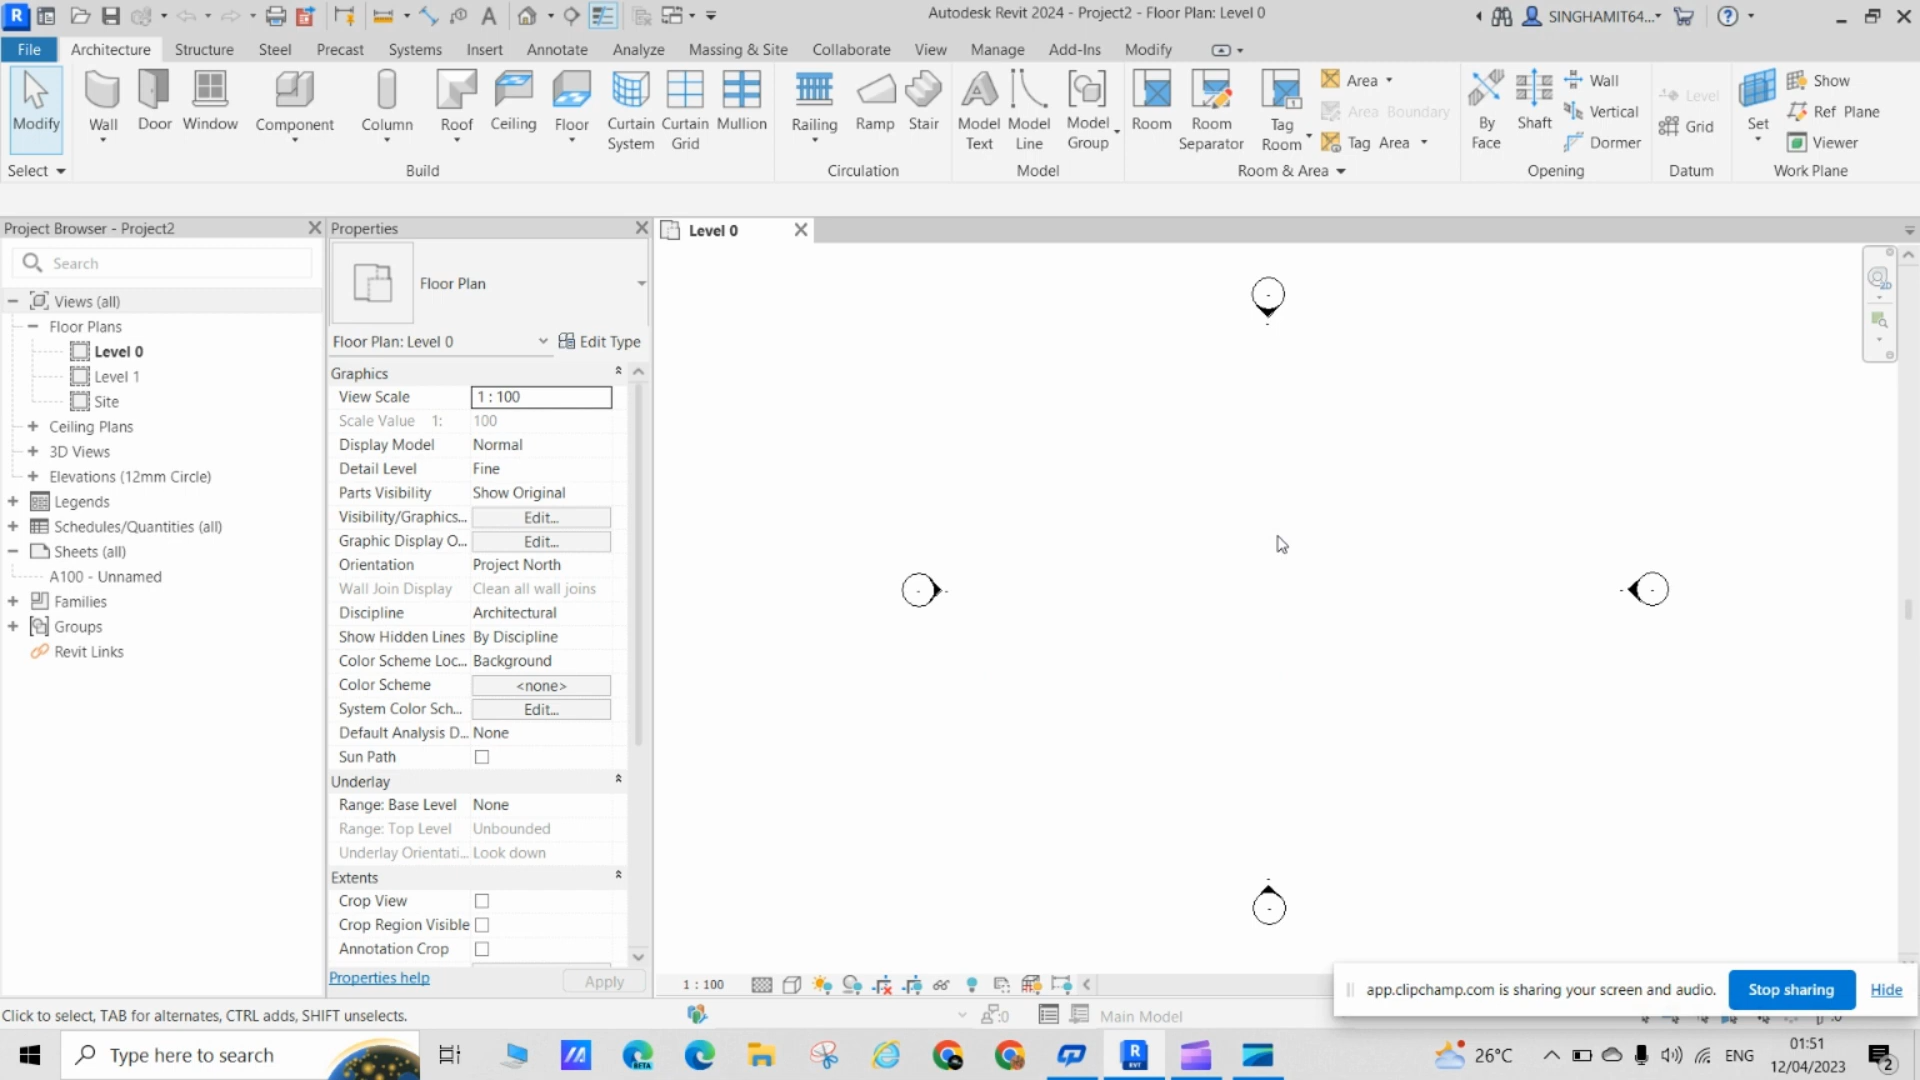 Autodesk Revit 2024 - Project2 - Floor Plan: Level 0
SINGHAMIT64...
File Architecture Structure Steel Precast Systems Insert Annotate Analyze Massing & Site Collaborate View Manage Add-Ins Modify
Modify
Wall
Door
Window
Component
Column
Roof
Ceiling
Floor
Curtain System
Curtain Grid
Mullion
Railing
Ramp
Stair
Model Text
Model Line
Model Group
Room
Room Separator
Tag Room
Area
Area Boundary
Tag Area
By Face
Shaft
Wall
Vertical
Dormer
Level
Grid
Set
Show
Ref Plane
Viewer
Select
Build
Circulation
Model
Room & Area
Opening
Datum
Work Plane
Project Browser - Project2
Search
Views (all)
Floor Plans
Level 0
Level 1
Site
Ceiling Plans
3D Views
Elevations (12mm Circle)
Legends
Schedules/Quantities (all)
Sheets (all)
A100 - Unnamed
Families
Groups
Revit Links
Properties
Floor Plan
Floor Plan: Level 0 Edit Type
Graphics
View Scale 1 : 100
Scale Value 1: 100
Display Model Normal
Detail Level Fine
Parts Visibility Show Original
Visibility/Graphics... Edit...
Graphic Display O... Edit...
Orientation Project North
Wall Join Display Clean all wall joins
Discipline Architectural
Show Hidden Lines By Discipline
Color Scheme Loc... Background
Color Scheme <none>
System Color Sch... Edit...
Default Analysis D... None
Sun Path
Underlay
Range: Base Level None
Range: Top Level Unbounded
Underlay Orientati... Look down
Extents
Crop View
Crop Region Visible
Annotation Crop
Properties help Apply
Level 0
2D
1 : 100
app.clipchamp.com is sharing your screen and audio. Stop sharing Hide
Click to select, TAB for alternates, CTRL adds, SHIFT unselects.
:0
Main Model
:0
Type here to search
BETA
R
RVT
26°C
ENG
01:51
12/04/2023
2